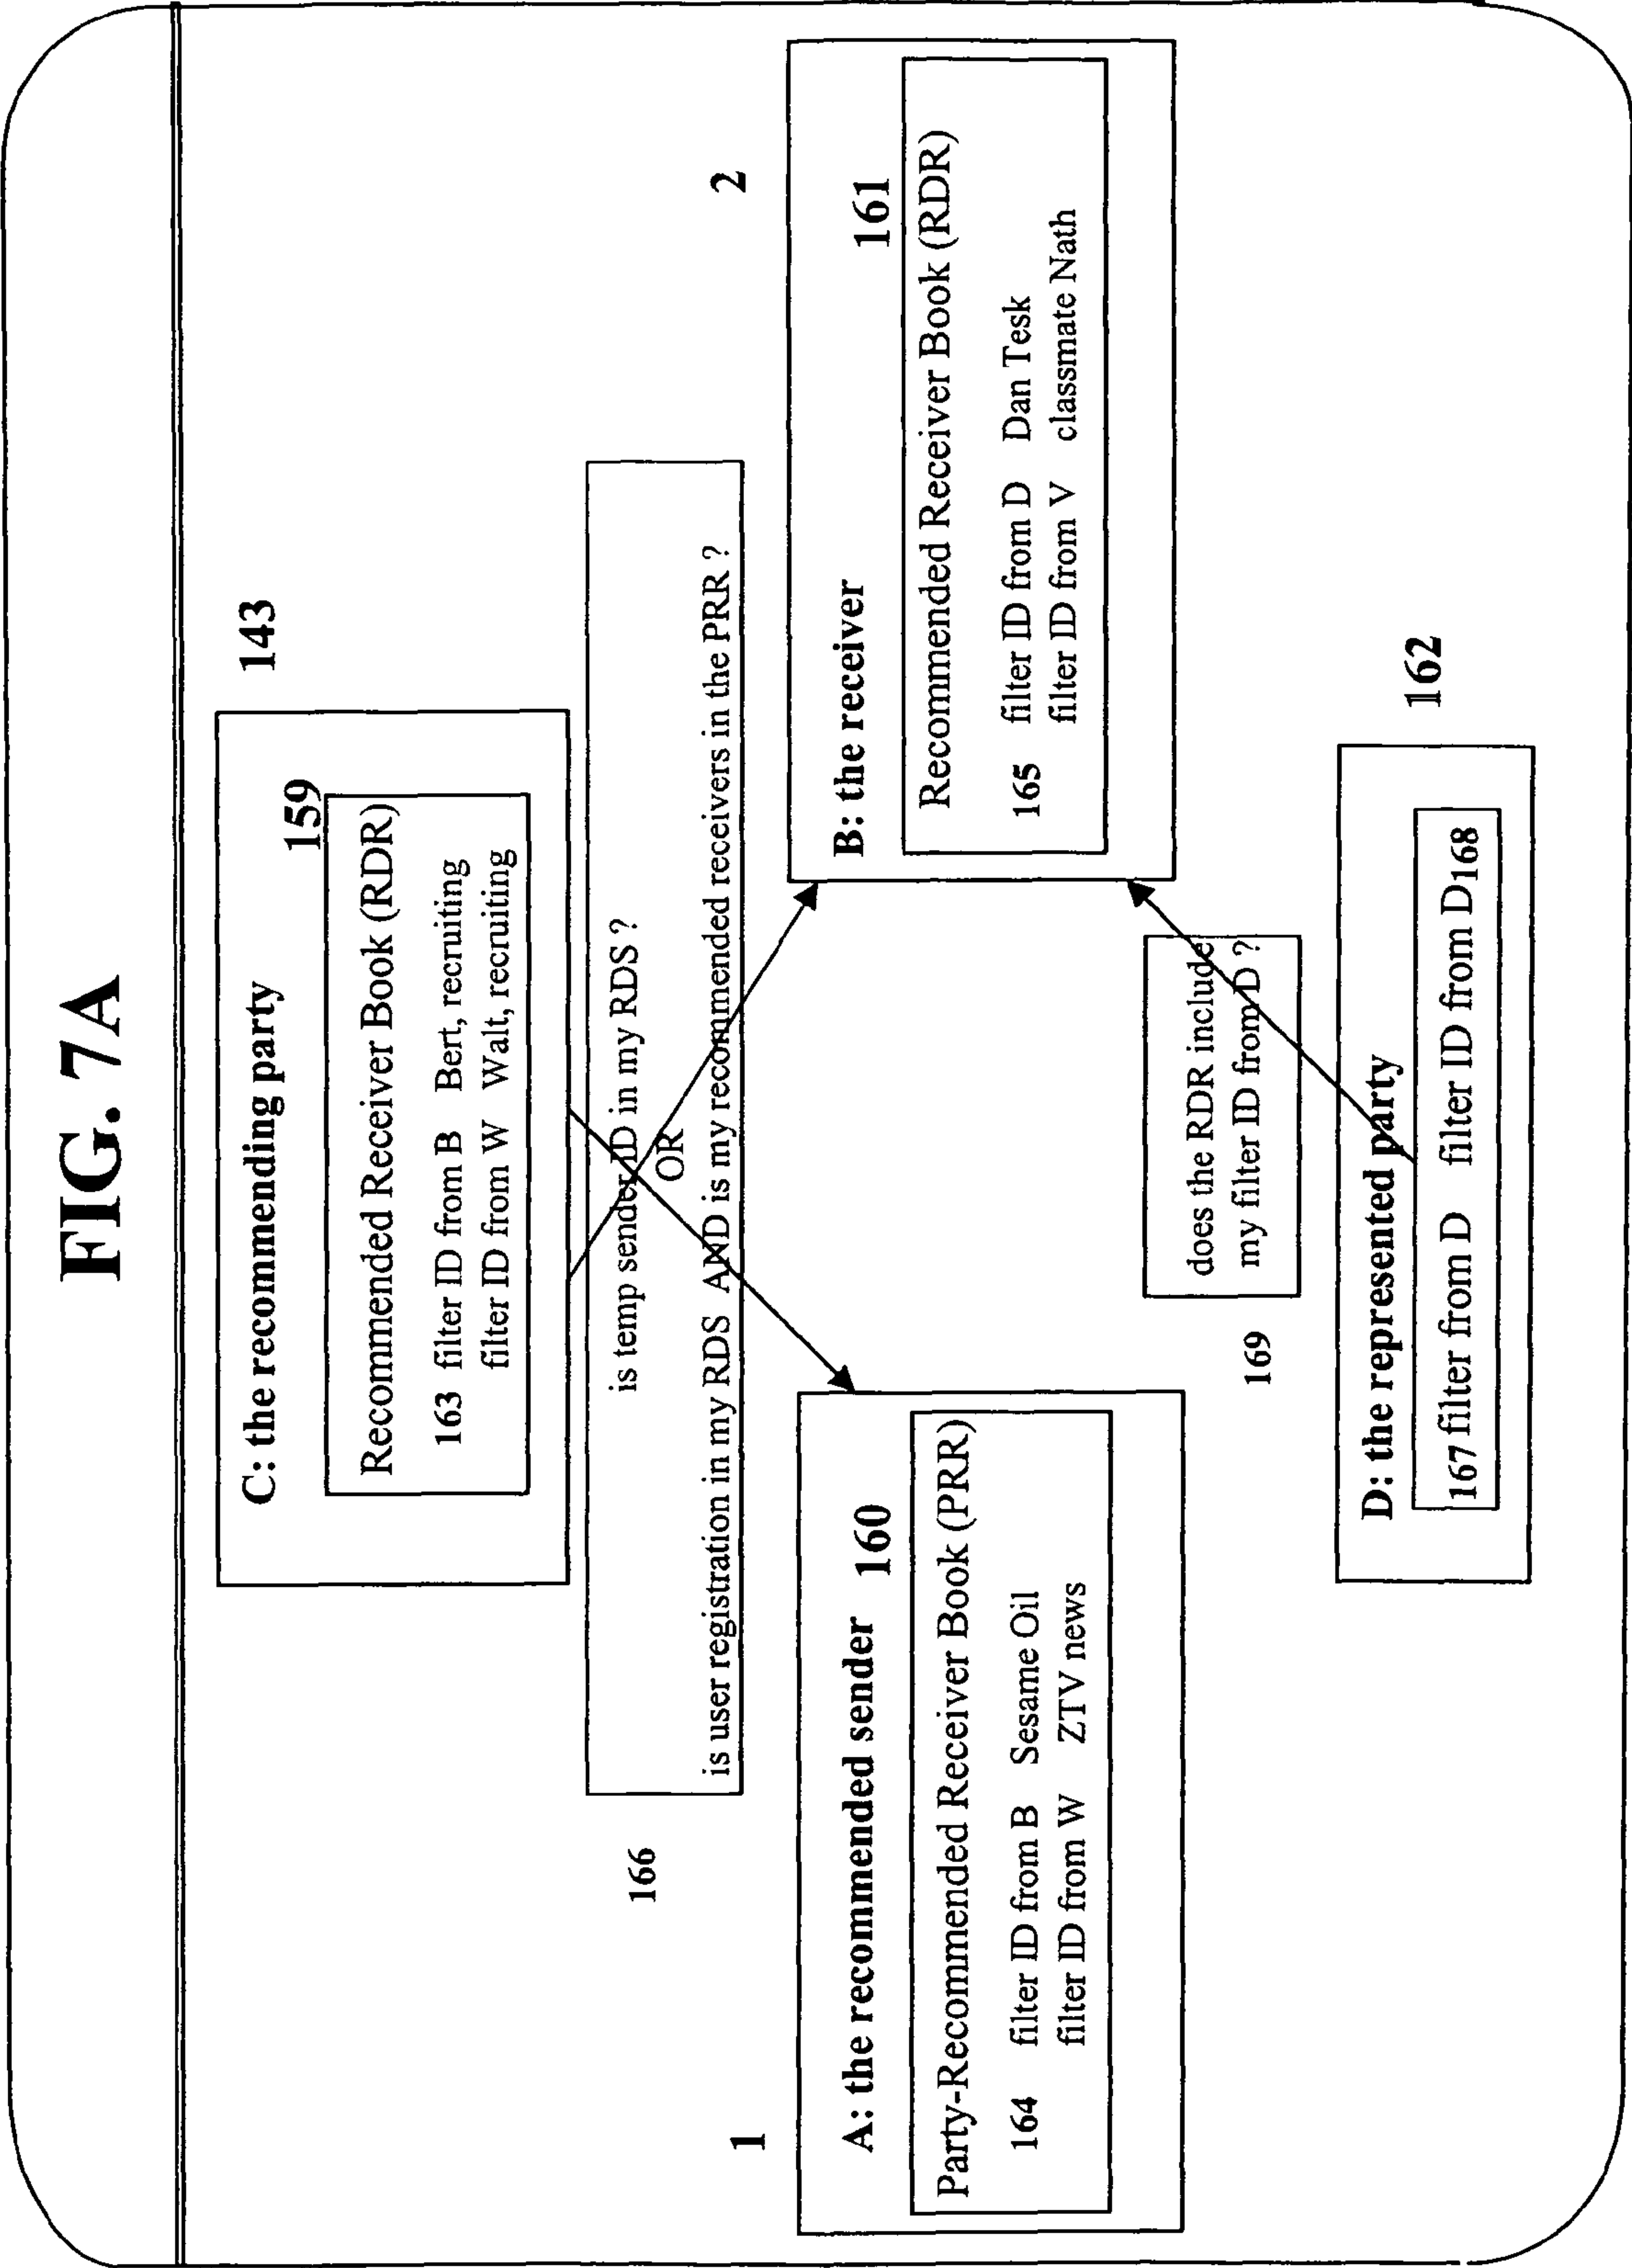 FIG. 7A
143
C: the recommending party
159
Recommended Receiver Book (RDR)
163 filter ID from B Bert, recruiting
filter ID from W Walt, recruiting
166
is temp sender ID in my RDS ?
OR
is user registration in my RDS AND is my recommended receivers in the PRR ?
1
A: the recommended sender 160
Party-Recommended Receiver Book (PRR)
164 filter ID from B Sesame Oil
filter ID from W ZTV news
2
B: the receiver
161
Recommended Receiver Book (RDR)
165 filter ID from D Dan Tesk
filter ID from V classmate Nath
169
does the RDR include
my filter ID from D ?
162
D: the represented party
167 filter from D filter ID from D 168